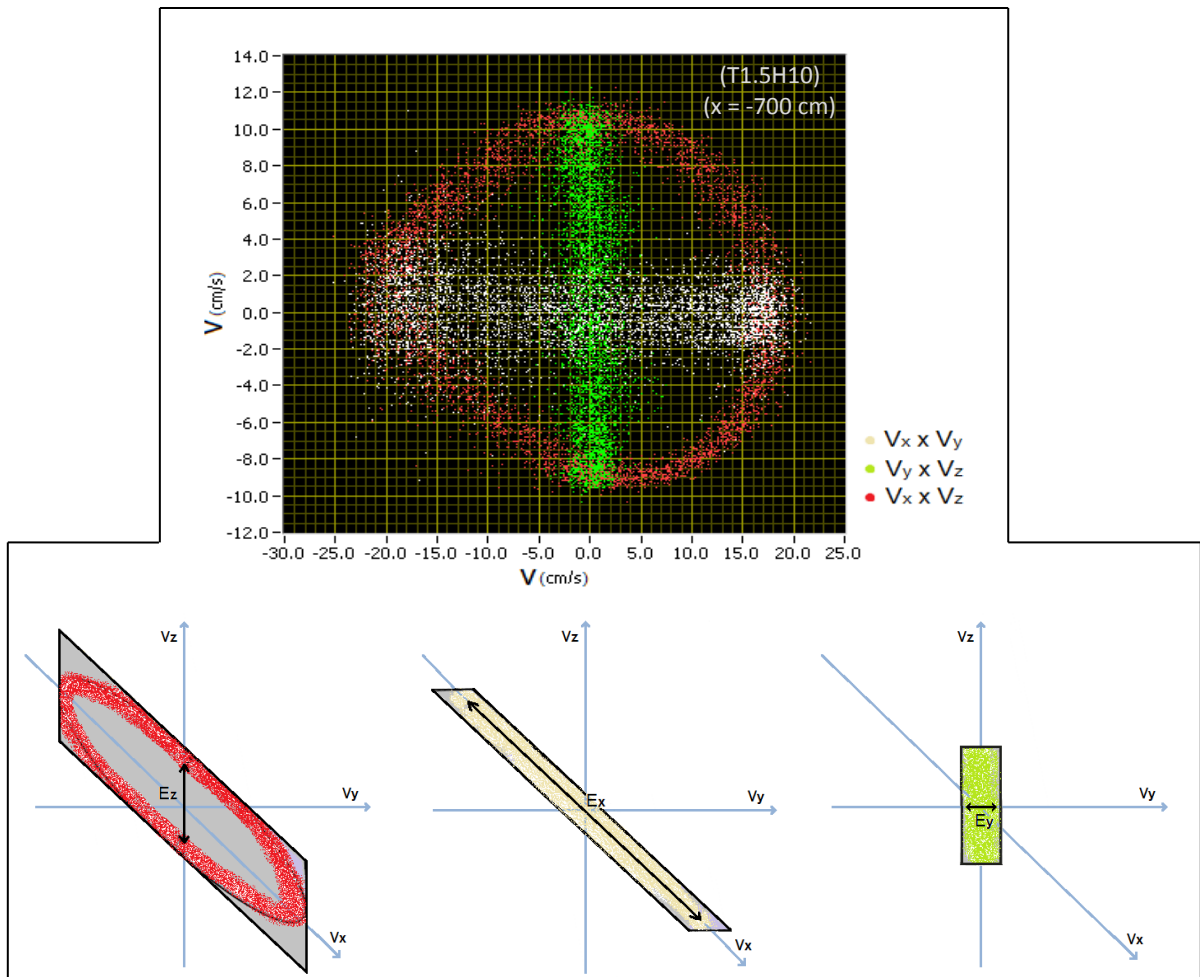 (T1.5H10)
(x = -700 cm)
14.0
12.0
10.0
8.0
6.0
4.0
2.0
0.0
-2.0
-4.0
-6.0
-8.0
-10.0
-12.0
V (cm/s)
-30.0 -25.0 -20.0 -15.0 -10.0 -5.0 0.0 5.0 10.0 15.0 20.0 25.0
V (cm/s)
Vx x Vy
Vy x Vz
Vx x Vz
Vz
Ez
Vy
Vx
Vz
Ex
Vy
Vx
Vz
Ey
Vy
Vx